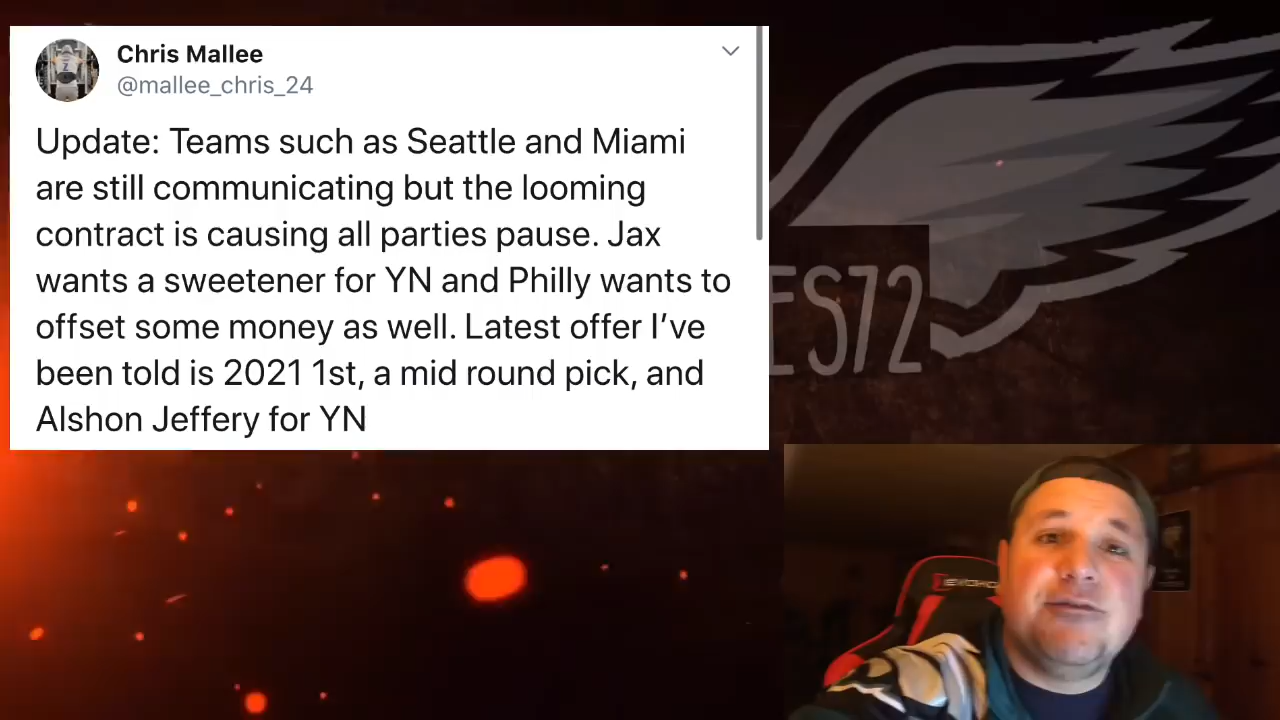 Chris Mallee
@mallee_chris_24
Update: Teams such as Seattle and Miami
are still communicating but the looming
contract is causing all parties pause. Jax
wants a sweetener for YN and Philly wants to
offset some money as well. Latest offer I’ve
been told is 2021 1st, a mid round pick, and
Alshon Jeffery for YN
ES72